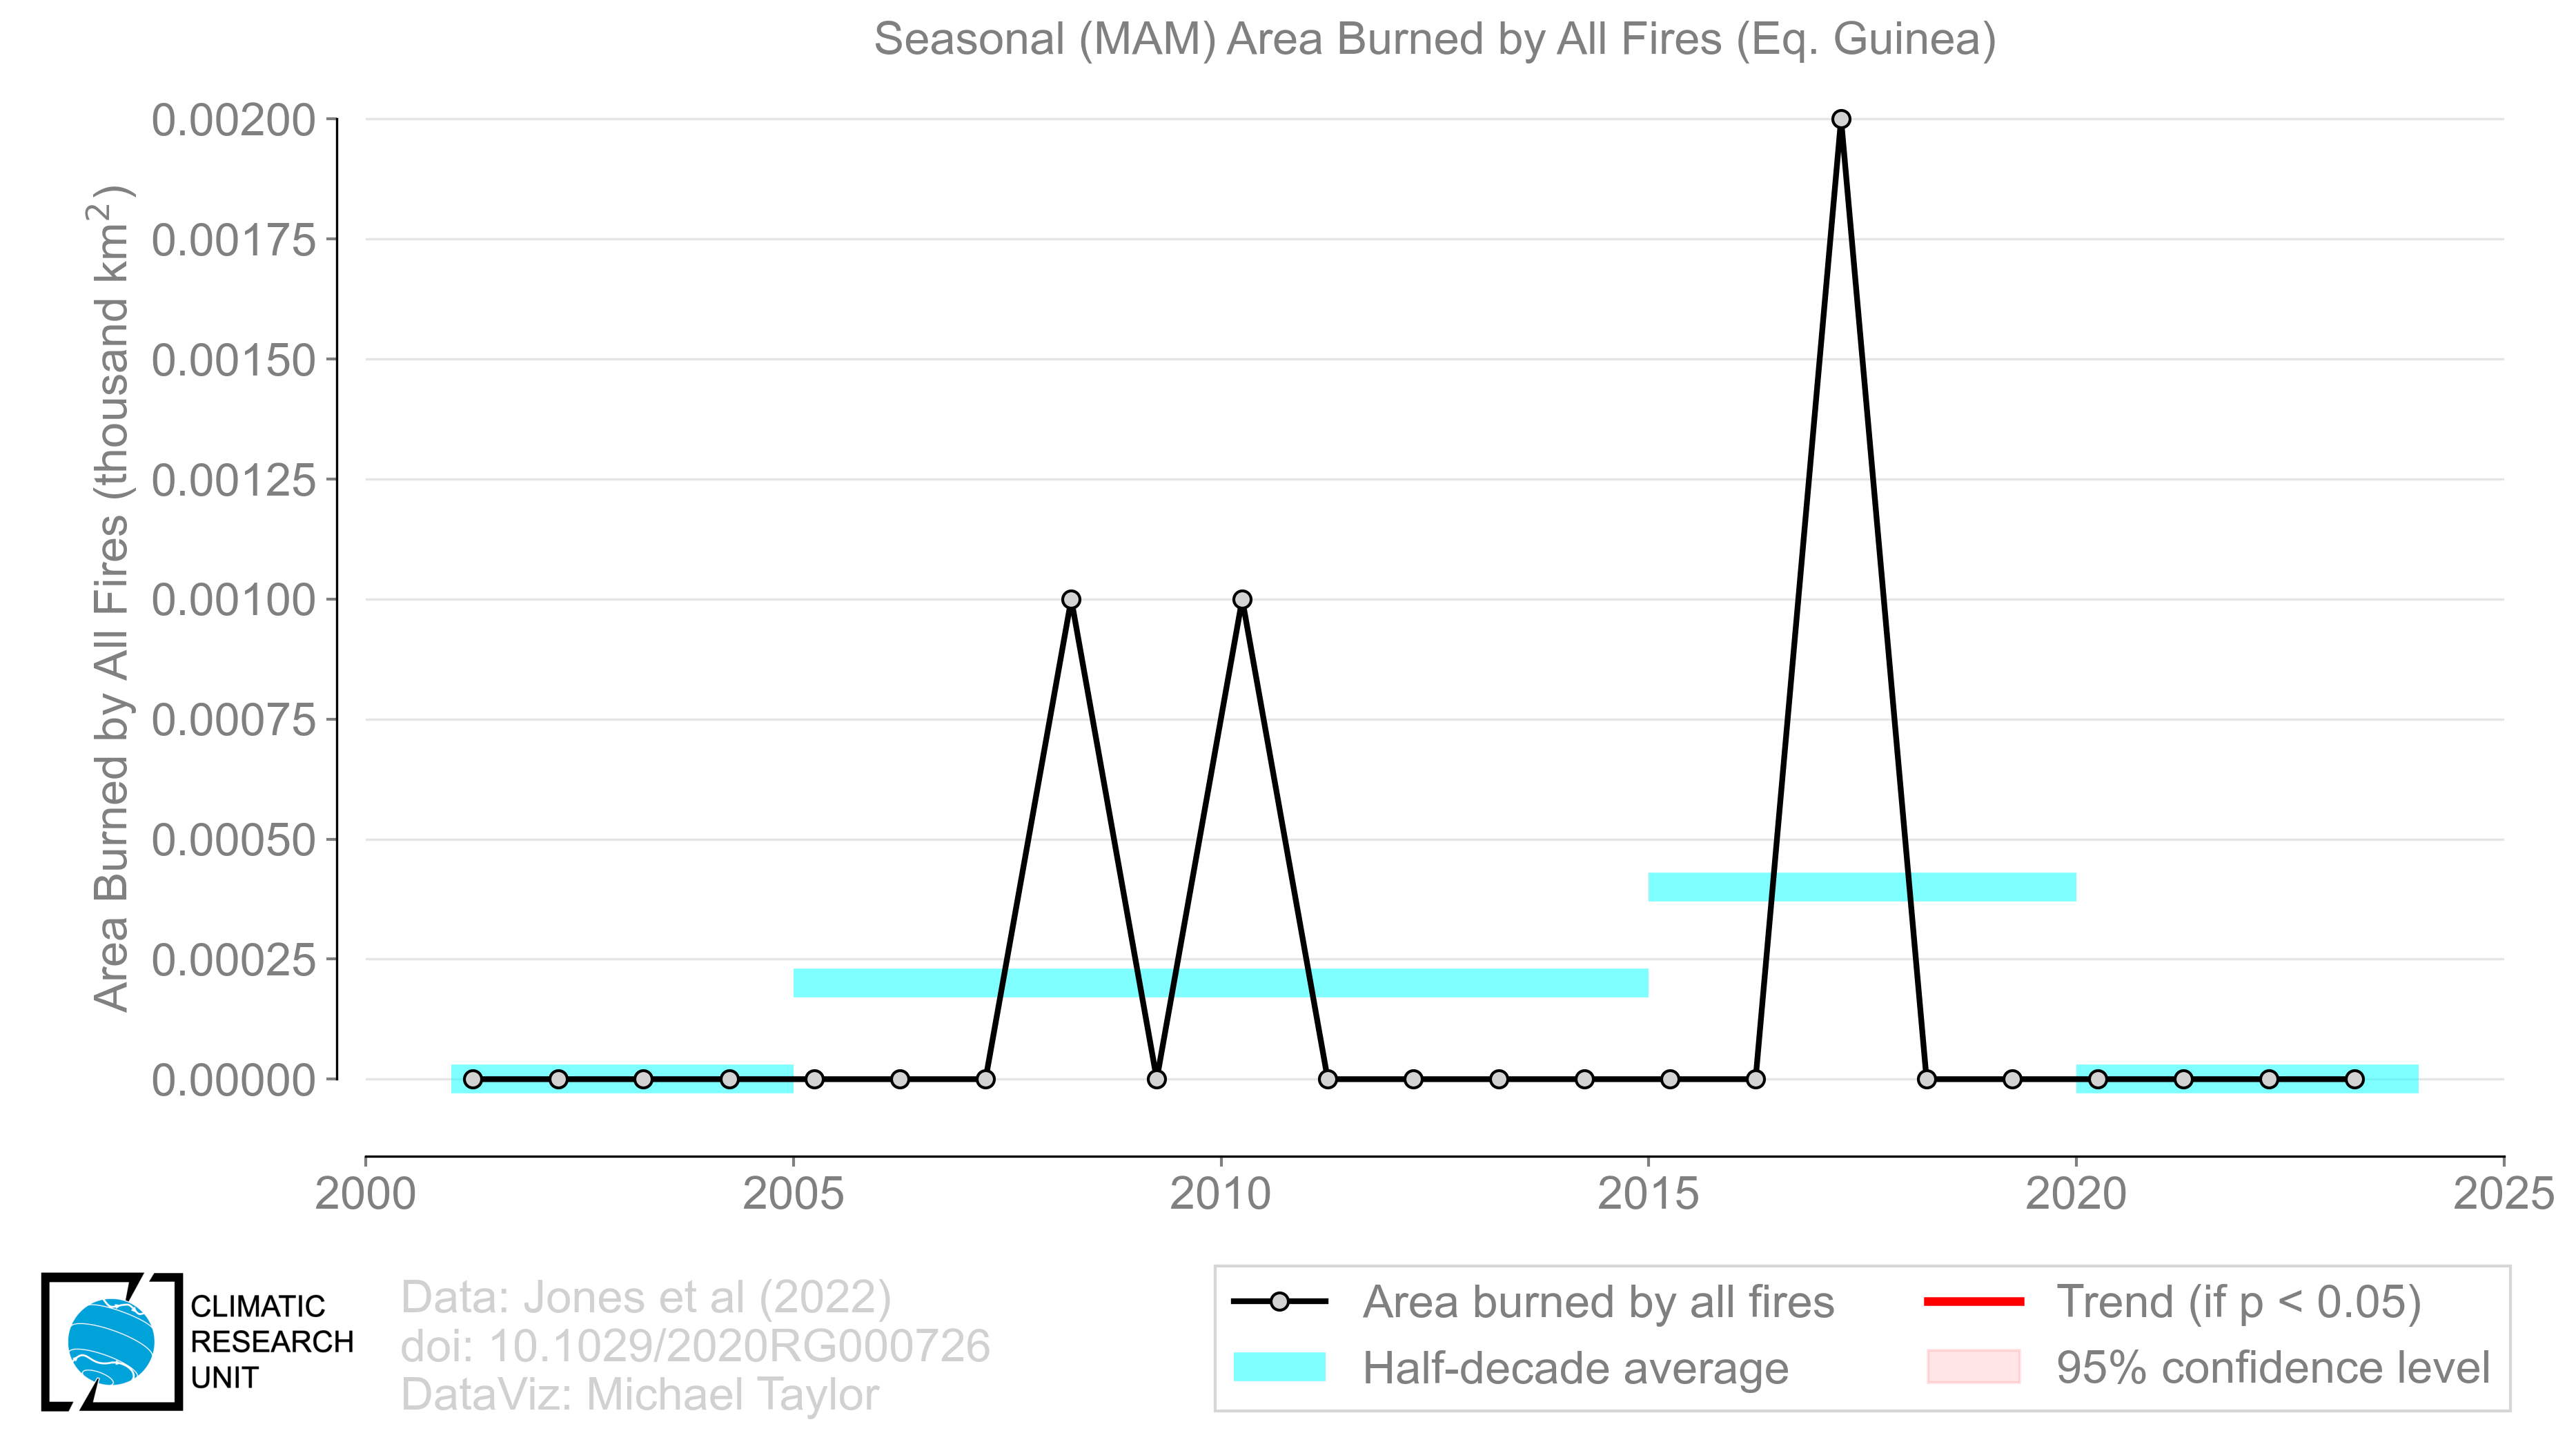 Seasonal (MAM) Area Burned by All Fires (Eq. Guinea)
Area Burned by All Fires (thousand km²)
0.00200
0.00175
0.00150
0.00125
0.00100
0.00075
0.00050
0.00025
0.00000
2000 2005 2010 2015 2020 2025
CLIMATIC
RESEARCH
UNIT
Data: Jones et al (2022)
doi: 10.1029/2020RG000726
DataViz: Michael Taylor
Area burned by all fires
Half-decade average
Trend (if p < 0.05)
95% confidence level